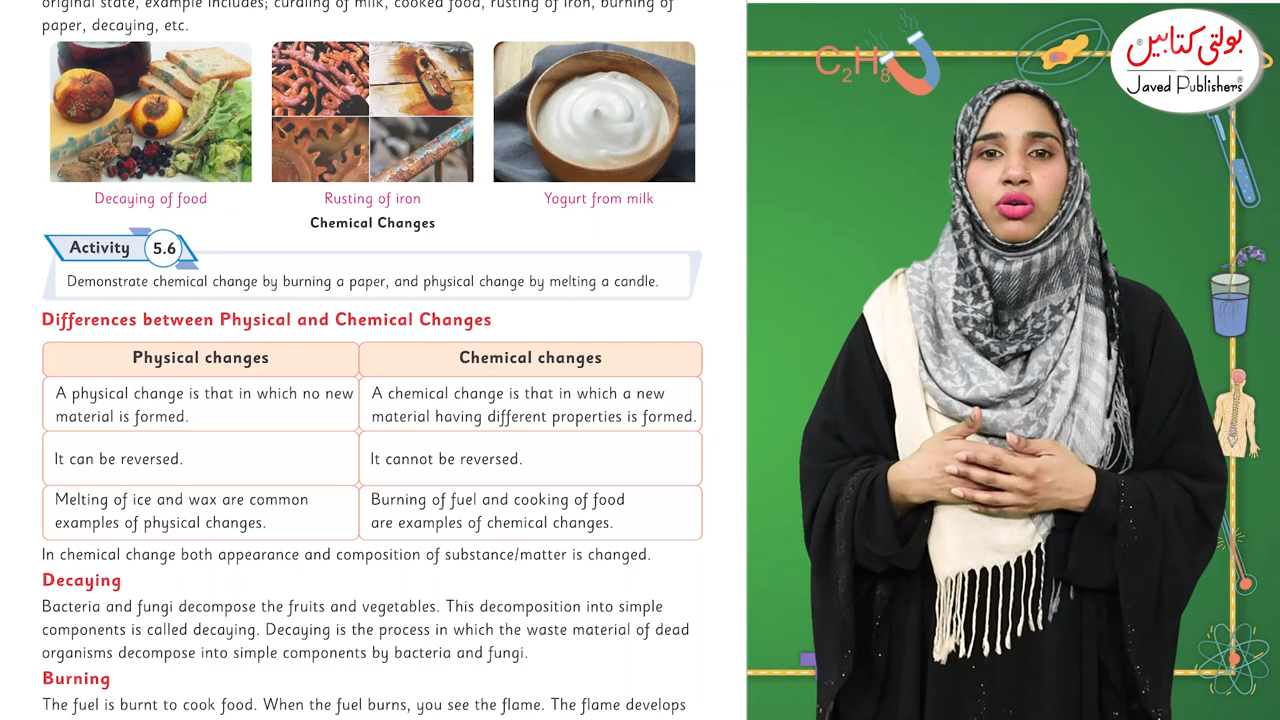 original state, example includes; curdling of milk, cooked food, rusting of iron, burning of
paper, decaying, etc.
Decaying of food
Rusting of iron
Yogurt from milk
Chemical Changes
Activity 5.6
Demonstrate chemical change by burning a paper, and physical change by melting a candle.
Differences between Physical and Chemical Changes
Physical changes
Chemical changes
A physical change is that in which no new
material is formed.
A chemical change is that in which a new
material having different properties is formed.
It can be reversed.
It cannot be reversed.
Melting of ice and wax are common
examples of physical changes.
Burning of fuel and cooking of food
are examples of chemical changes.
In chemical change both appearance and composition of substance/matter is changed.
Decaying
Bacteria and fungi decompose the fruits and vegetables. This decomposition into simple
components is called decaying. Decaying is the process in which the waste material of dead
organisms decompose into simple components by bacteria and fungi.
Burning
The fuel is burnt to cook food. When the fuel burns, you see the flame. The flame develops
C2H8
بولتی کتابیں®
Javed Publishers®